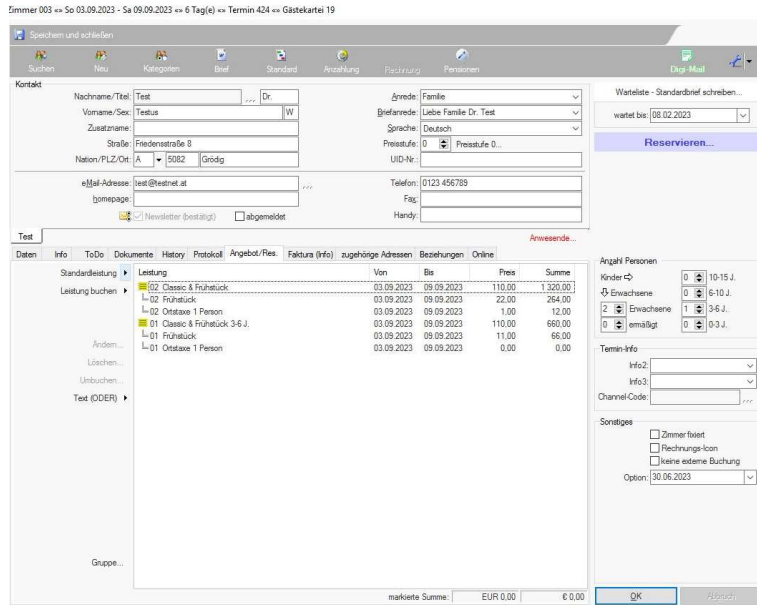 Zimmer 003 «» So 03.09.2023 - Sa 09.09.2023 «» 6 Tag(e) «» Termin 424 «» Gästekartei 19
Speichern und schließen
Suchen Neu Kategorien Brief Standard Anzahlung Rechnung Pensionen Digi-Mail
Kontakt
Nachname/Titel: Test ... Dr. Anrede: Familie
Vorname/Sex: Testus W Briefanrede: Liebe Familie Dr. Test
Zusatzname: Sprache: Deutsch
Straße: Friedensstraße 8 Preisstufe: 0 Preisstufe 0...
Nation/PLZ/Ort: A 5082 Grödig UID-Nr.:
eMail-Adresse: test@testnet.at ... Telefon: 0123 456789
homepage: Fax:
Newsletter (bestätigt) abgemeldet Handy:
Warteliste - Standardbrief schreiben...
wartet bis: 08.02.2023
Reservieren...
Test Anwesende...
Daten Info ToDo Dokumente History Protokoll Angebot/Res. Faktura (Info) zugehörige Adressen Beziehungen Online
Standardleistung
Leistung buchen
Ändern...
Löschen...
Umbuchen...
Text (ODER)
Gruppe...
Leistung Von Bis Preis Summe
02 Classic & Frühstück 03.09.2023 09.09.2023 110,00 1 320,00
02 Frühstück 03.09.2023 09.09.2023 22,00 264,00
02 Ortstaxe 1 Person 03.09.2023 09.09.2023 1,00 12,00
01 Classic & Frühstück 3-6 J. 03.09.2023 09.09.2023 110,00 660,00
01 Frühstück 03.09.2023 09.09.2023 11,00 66,00
01 Ortstaxe 1 Person 03.09.2023 09.09.2023 0,00 0,00
markierte Summe: EUR 0,00 € 0,00
Anzahl Personen
Kinder 0 10-15 J.
Erwachsene 0 6-10 J.
2 Erwachsene 1 3-6 J.
0 ermäßigt 0 0-3 J.
Termin-Info
Info2:
Info3:
Channel-Code: ...
Sonstiges
Zimmer fixiert
Rechnungs-Icon
keine externe Buchung
Option: 30.06.2023
OK Abbruch